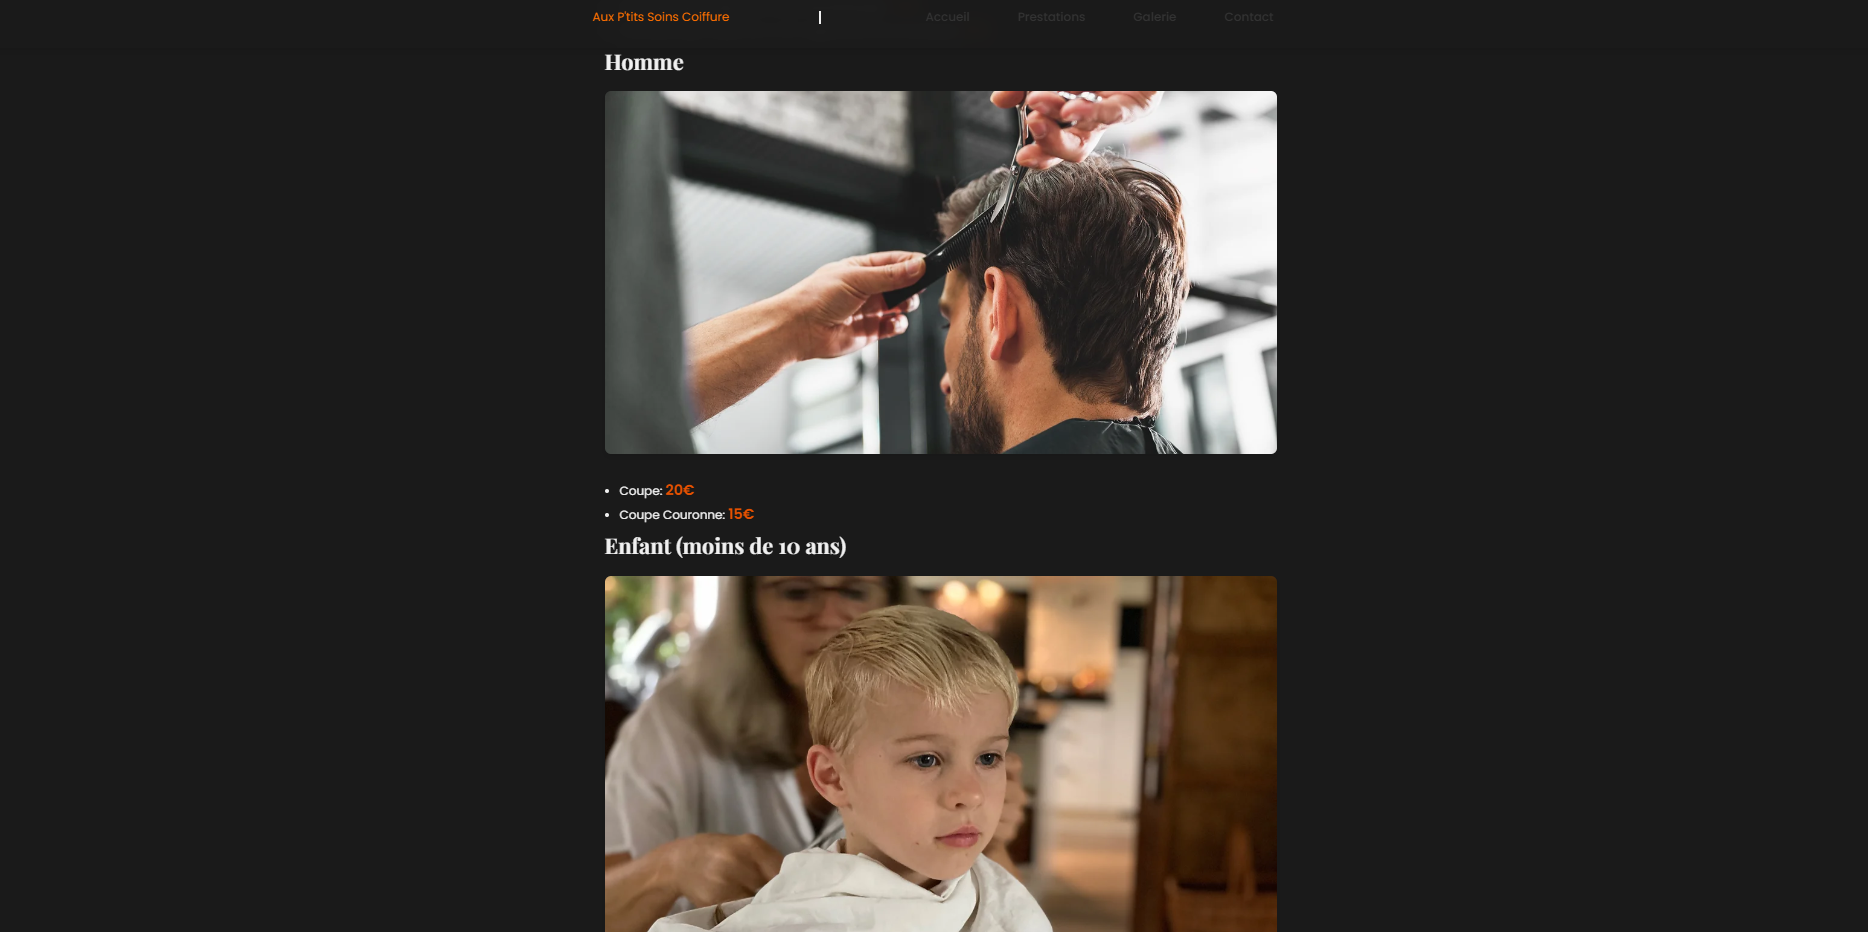 Aux P'tits Soins Coiffure
Accueil Prestations Galerie Contact
Homme
Coupe: 20€
Coupe Couronne: 15€
Enfant (moins de 10 ans)